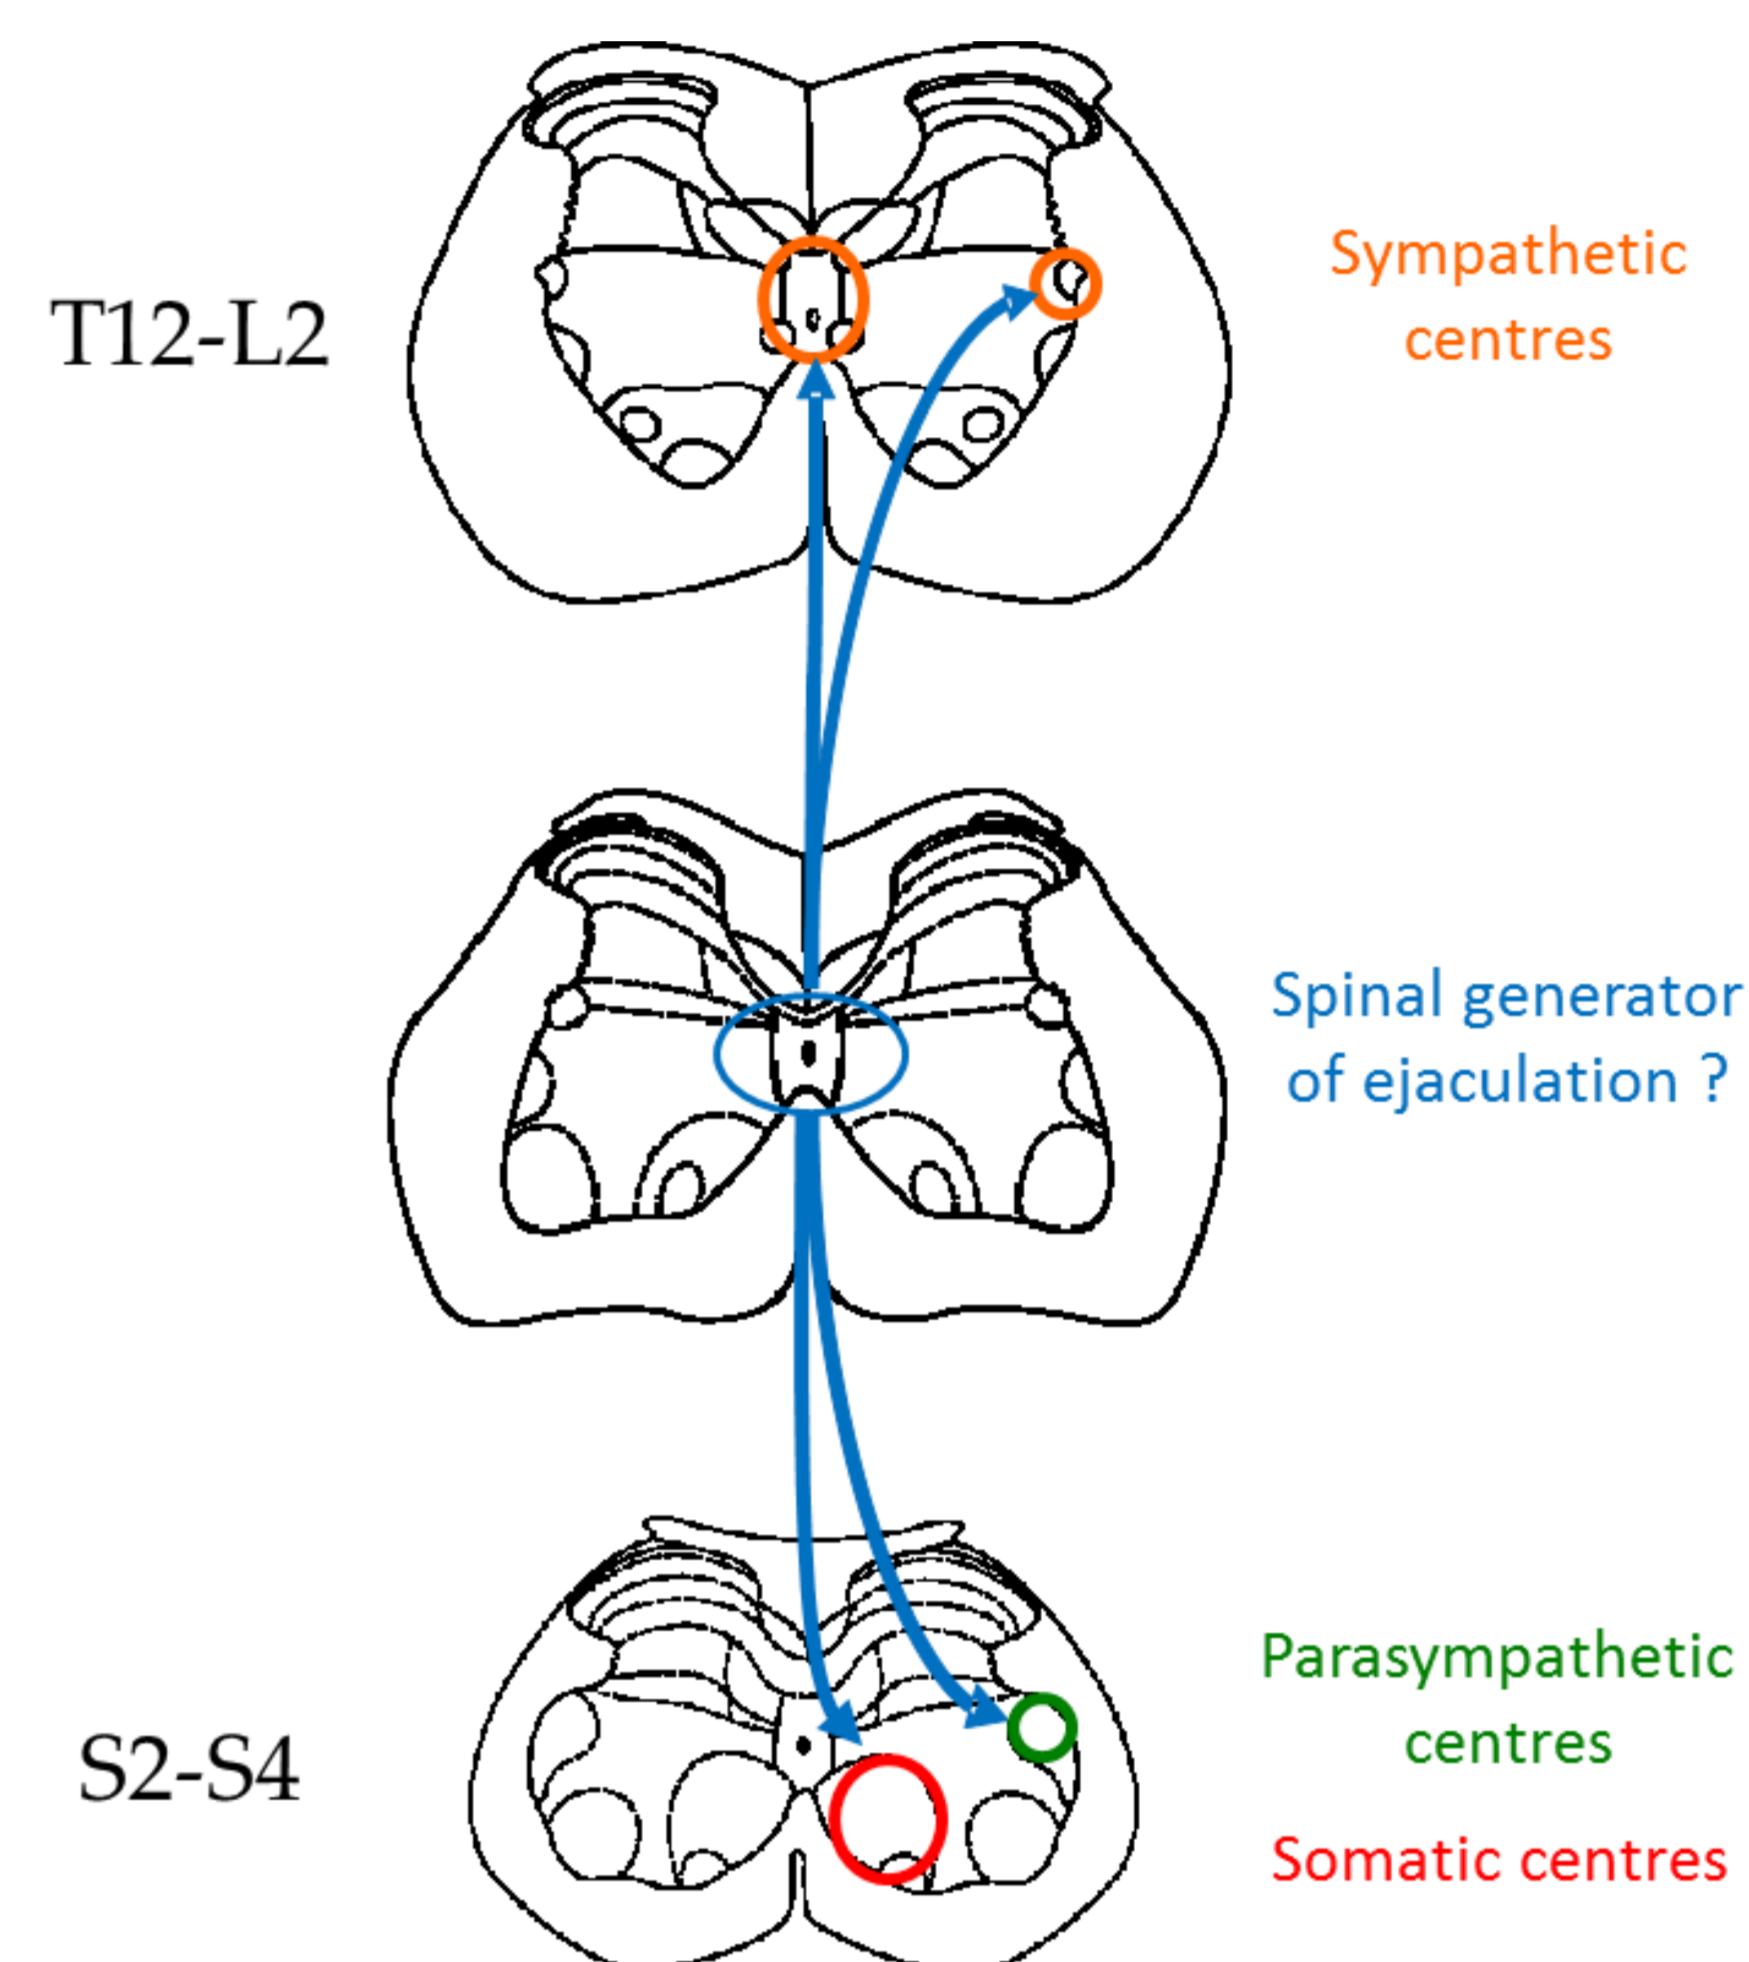 T12-L2
Sympathetic
centres
Spinal generator
of ejaculation ?
S2-S4
Parasympathetic
centres
Somatic centres